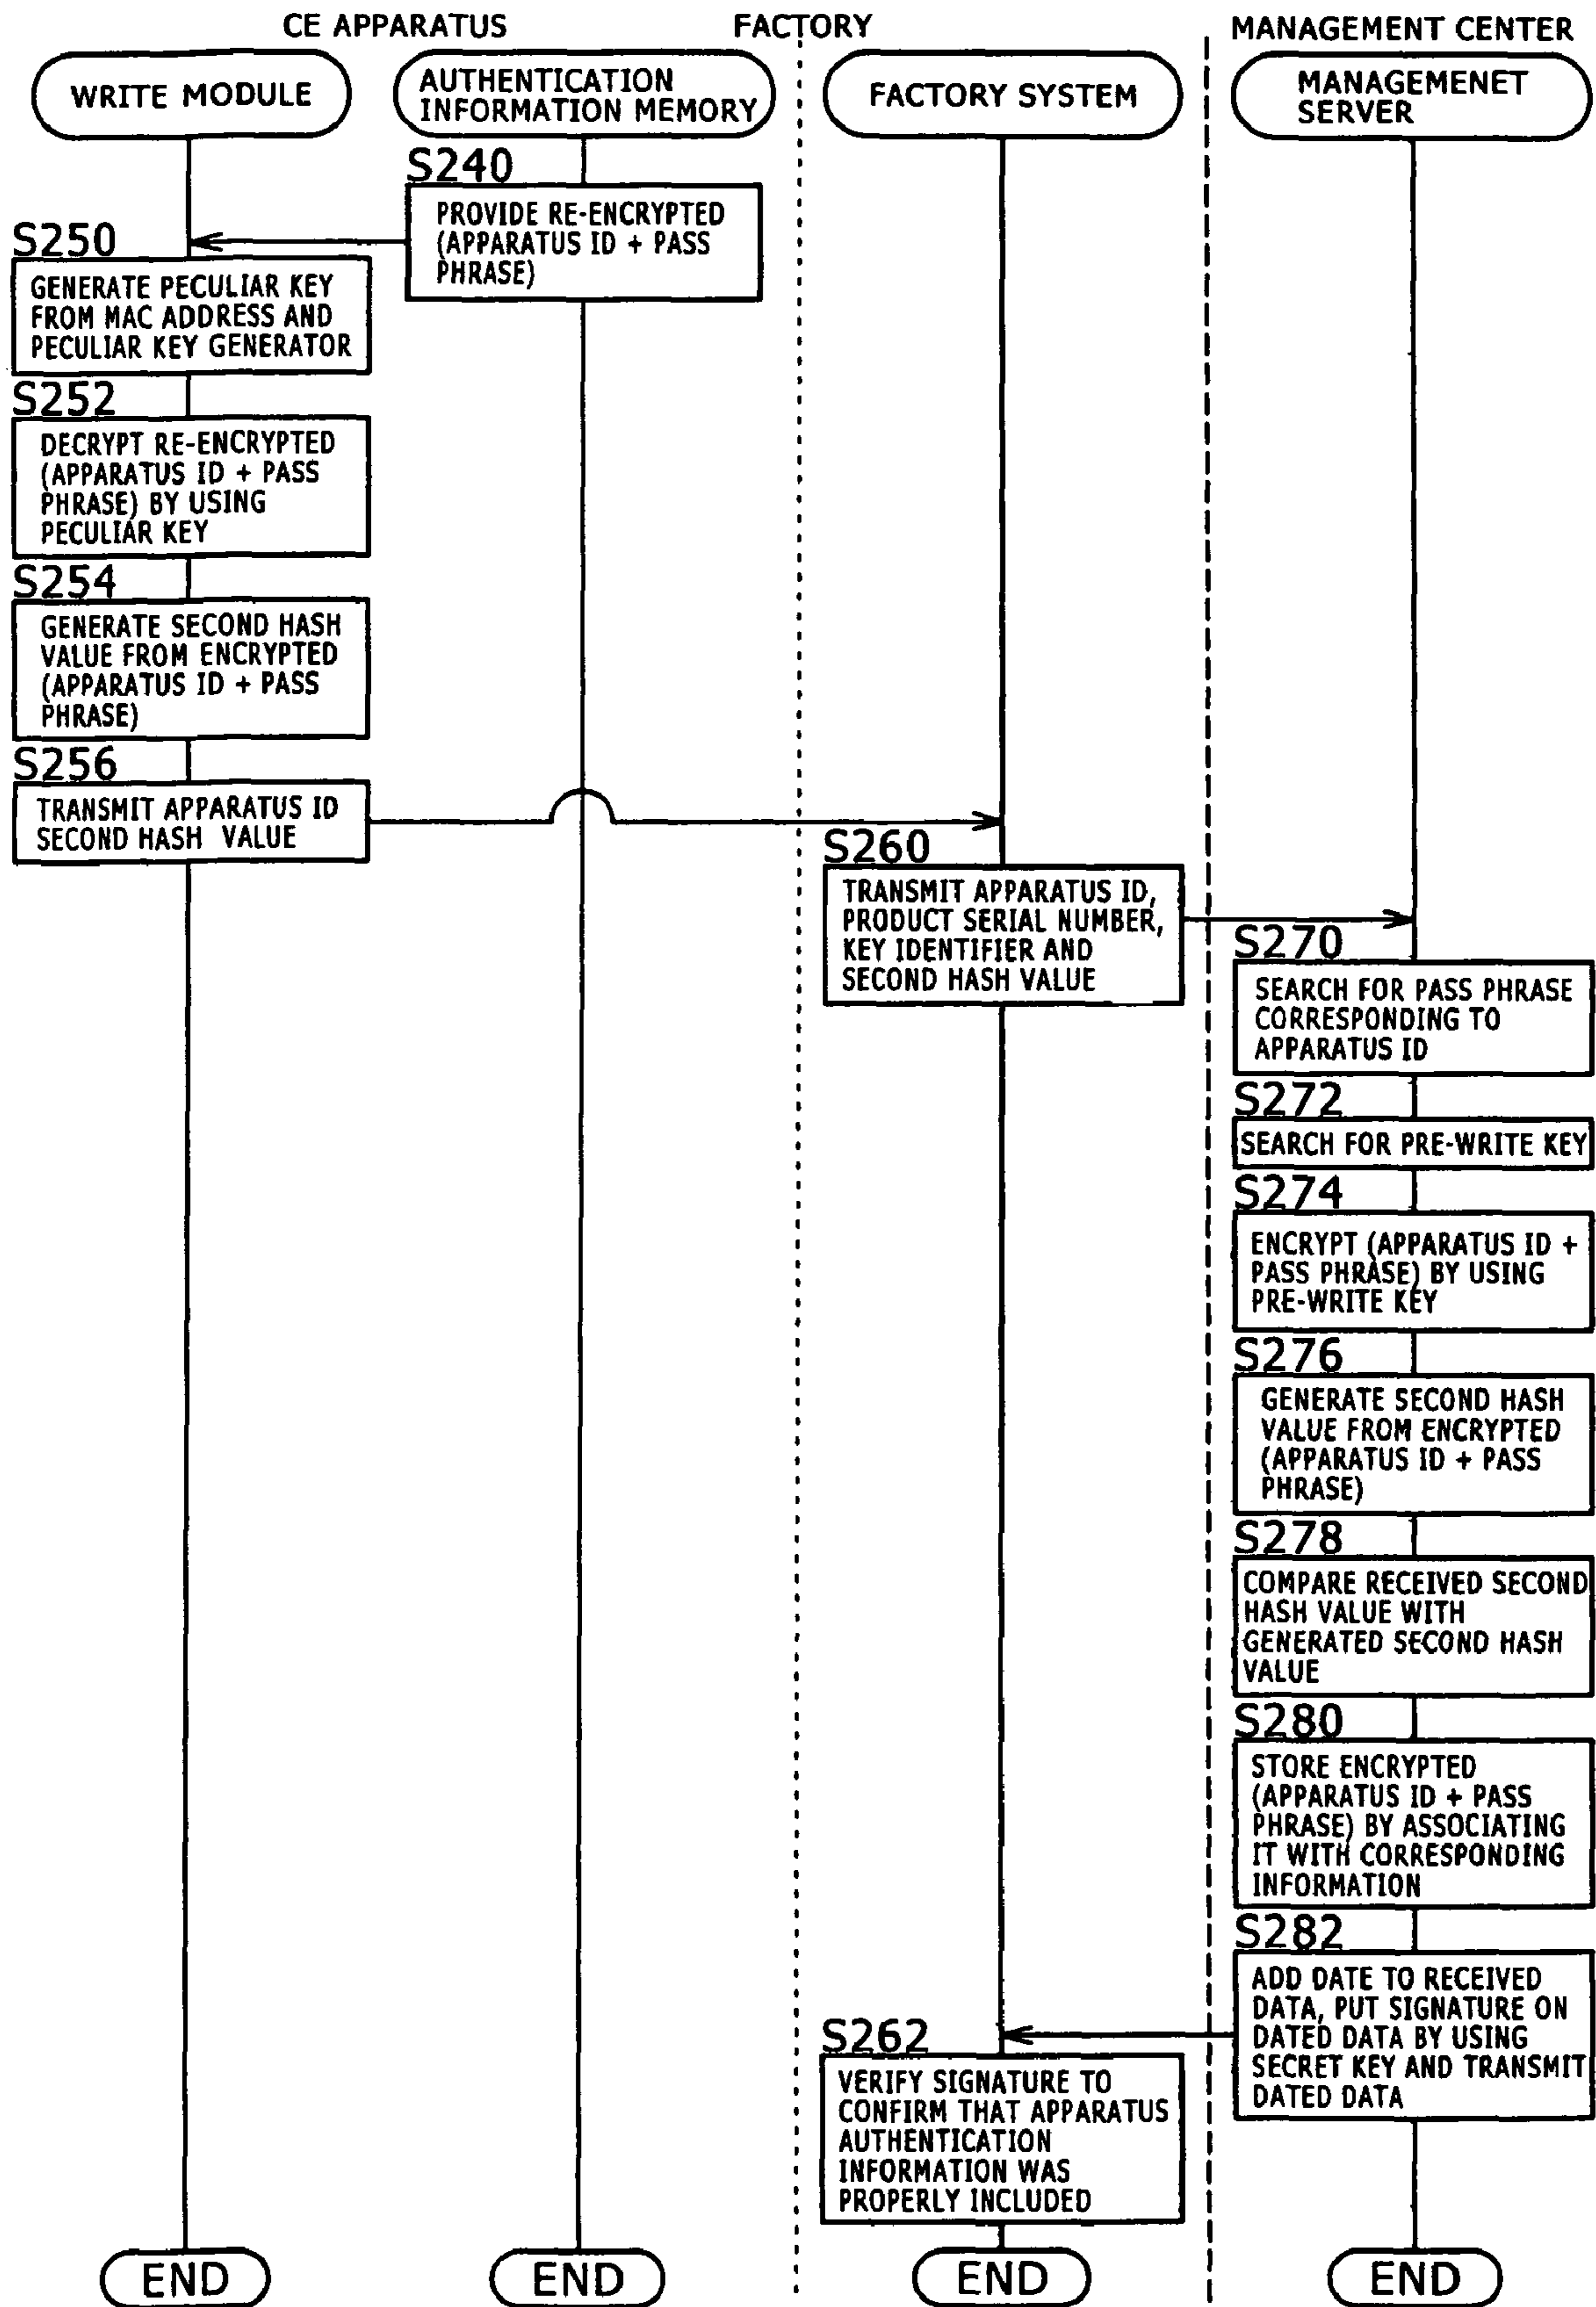 CE APPARATUS
FACTORY
MANAGEMENT CENTER
WRITE MODULE
AUTHENTICATION
INFORMATION MEMORY
FACTORY SYSTEM
MANAGEMENET
SERVER
S240
PROVIDE RE-ENCRYPTED
(APPARATUS ID + PASS
PHRASE)
S250
GENERATE PECULIAR KEY
FROM MAC ADDRESS AND
PECULIAR KEY GENERATOR
S252
DECRYPT RE-ENCRYPTED
(APPARATUS ID + PASS
PHRASE) BY USING
PECULIAR KEY
S254
GENERATE SECOND HASH
VALUE FROM ENCRYPTED
(APPARATUS ID + PASS
PHRASE)
S256
TRANSMIT APPARATUS ID
SECOND HASH VALUE
S260
TRANSMIT APPARATUS ID,
PRODUCT SERIAL NUMBER,
KEY IDENTIFIER AND
SECOND HASH VALUE
S270
SEARCH FOR PASS PHRASE
CORRESPONDING TO
APPARATUS ID
S272
SEARCH FOR PRE-WRITE KEY
S274
ENCRYPT (APPARATUS ID +
PASS PHRASE) BY USING
PRE-WRITE KEY
S276
GENERATE SECOND HASH
VALUE FROM ENCRYPTED
(APPARATUS ID + PASS
PHRASE)
S278
COMPARE RECEIVED SECOND
HASH VALUE WITH
GENERATED SECOND HASH
VALUE
S280
STORE ENCRYPTED
(APPARATUS ID + PASS
PHRASE) BY ASSOCIATING
IT WITH CORRESPONDING
INFORMATION
S282
ADD DATE TO RECEIVED
DATA, PUT SIGNATURE ON
DATED DATA BY USING
SECRET KEY AND TRANSMIT
DATED DATA
S262
VERIFY SIGNATURE TO
CONFIRM THAT APPARATUS
AUTHENTICATION
INFORMATION WAS
PROPERLY INCLUDED
END
END
END
END